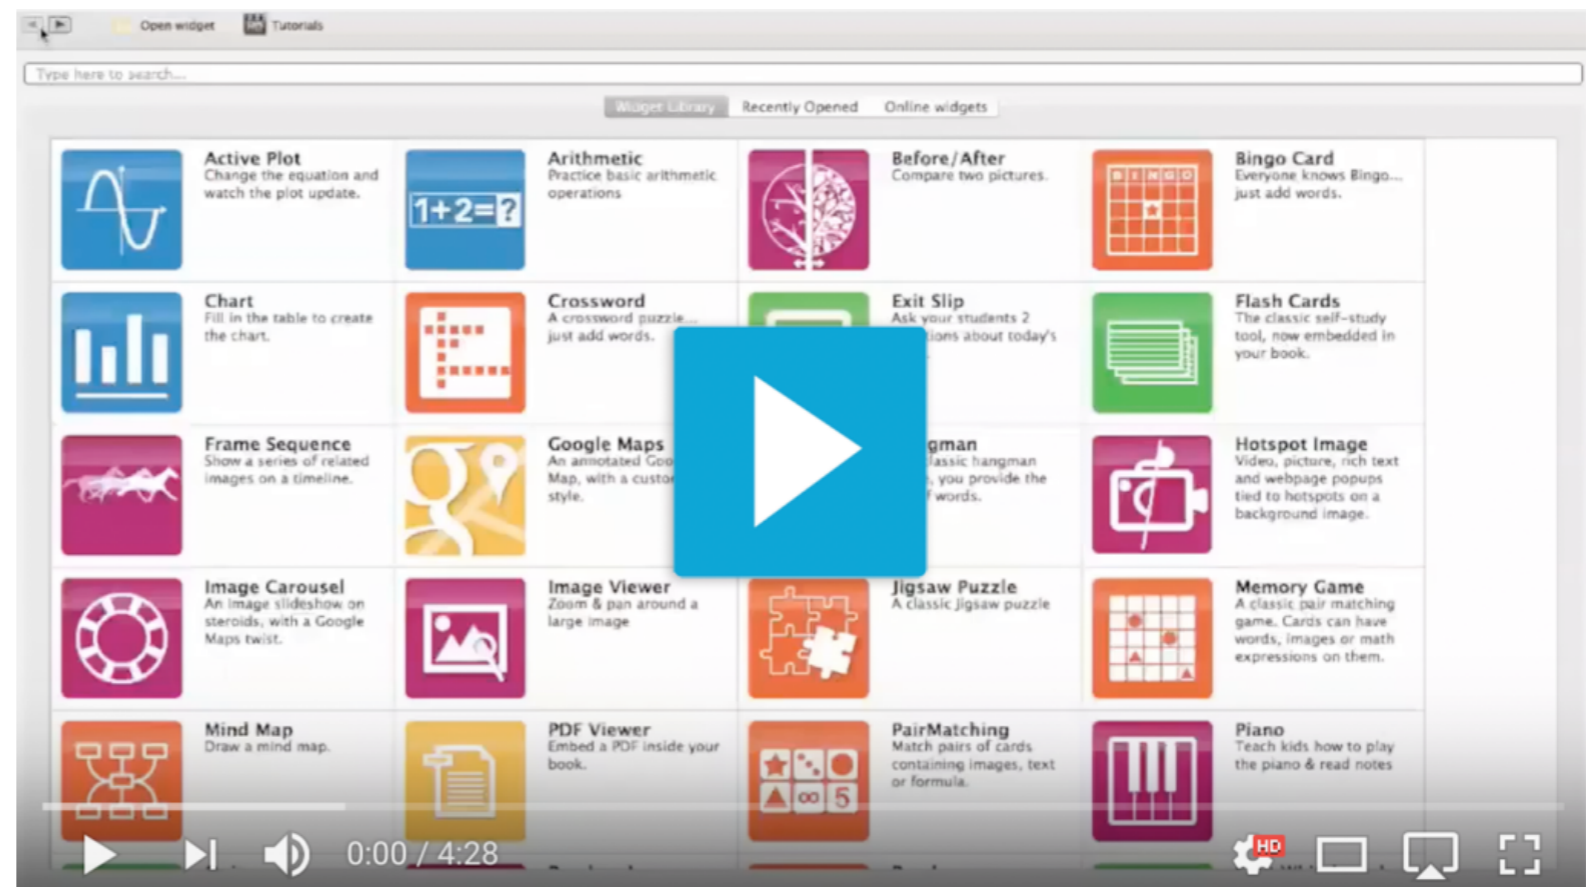 Open widget
Tutorials
Type here to search...
Widget Library
Recently Opened
Online widgets
Active Plot
Change the equation and
watch the plot update.
1+2=?
Arithmetic
Practice basic arithmetic
operations
Before/After
Compare two pictures.
BINGO
Bingo Card
Everyone knows Bingo...
just add words.
Chart
Fill in the table to create
the chart.
Crossword
A crossword puzzle...
just add words.
Exit Slip
Ask your students 2
tions about today's
Flash Cards
The classic self-study
tool, now embedded in
your book.
Frame Sequence
Show a series of related
images on a timeline.
Google Maps
An annotated Goo
Map, with a custo
style.
gman
lassic hangman
, you provide the
f words.
Hotspot Image
Video, picture, rich text
and webpage popups
tied to hotspots on a
background image.
Image Carousel
An image slideshow on
steroids, with a Google
Maps twist.
Image Viewer
Zoom & pan around a
large image
Jigsaw Puzzle
A classic Jigsaw puzzle
Memory Game
A classic pair matching
game. Cards can have
words, images or math
expressions on them.
Mind Map
Draw a mind map.
PDF Viewer
Embed a PDF inside your
book.
∞ 5
PairMatching
Match pairs of cards
containing images, text
or formula.
Piano
Teach kids how to play
the piano & read notes
0:00 / 4:28
HD